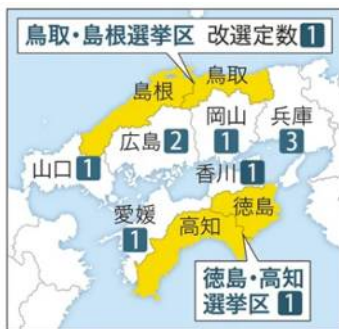 鳥取・島根選挙区 改選定数 1
鳥取
島根
岡山
1
兵庫
3
広島 2
山口 1
香川 1
愛媛
1
徳島
高知
徳島・高知
選挙区 1